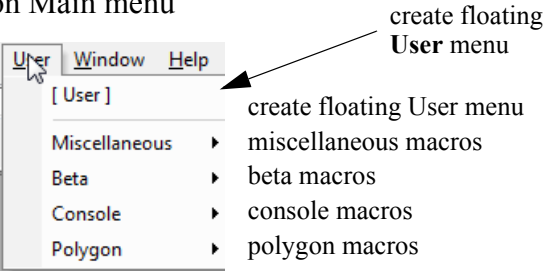 on Main menu
create floating
User menu
User Window Help
[ User ]
create floating User menu
Miscellaneous miscellaneous macros
Beta beta macros
Console console macros
Polygon polygon macros